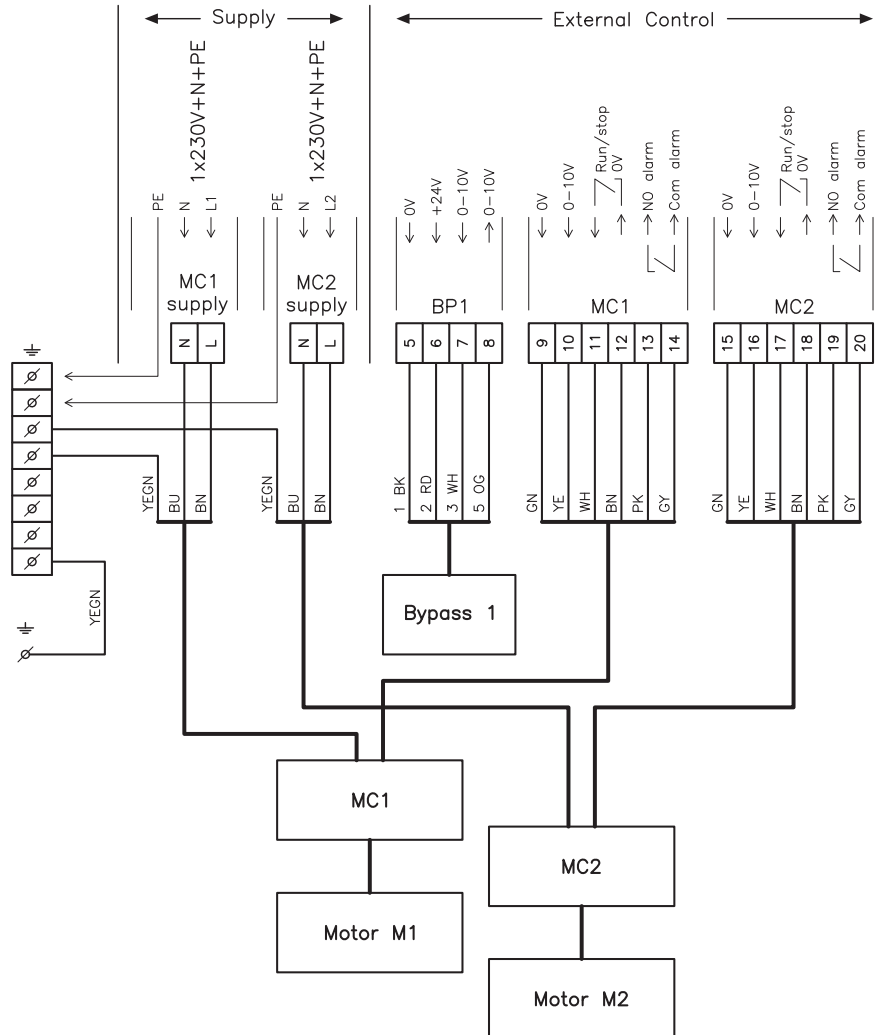 Supply
External Control
1x230V+N+PE
1x230V+N+PE
PE
N
L1
PE
N
L2
0V
+24V
0-10V
0-10V
0V
0-10V
Run/stop
0V
NO alarm
Com alarm
0V
0-10V
Run/stop
0V
NO alarm
Com alarm
MC1
supply
MC2
supply
BP1
MC1
MC2
N
L
N
L
5
6
7
8
9
10
11
12
13
14
15
16
17
18
19
20
YEGN
BU
BN
YEGN
BU
BN
1 BK
2 RD
3 WH
5 OG
GN
YE
WH
BN
PK
GY
GN
YE
WH
BN
PK
GY
YEGN
Bypass 1
MC1
MC2
Motor M1
Motor M2